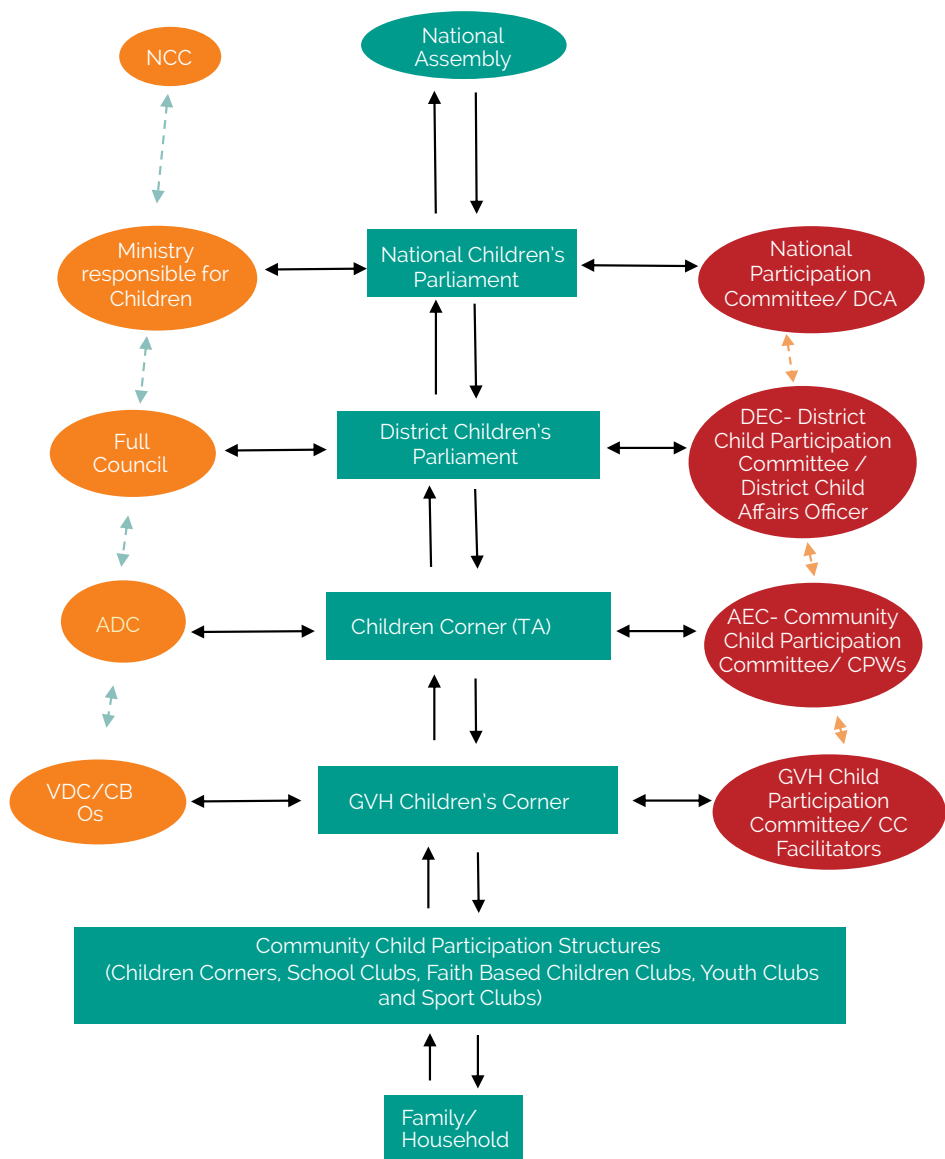 NCC
National
Assembly
Ministry
responsible for
Children
National Children's
Parliament
National
Participation
Committee/ DCA
Full
Council
District Children's
Parliament
DEC- District
Child Participation
Committee /
District Child
Affairs Officer
ADC
Children Corner (TA)
AEC- Community
Child Participation
Committee/ CPWs
VDC/CB
Os
GVH Children's Corner
GVH Child
Participation
Committee/ CC
Facilitators
Community Child Participation Structures
(Children Corners, School Clubs, Faith Based Children Clubs, Youth Clubs
and Sport Clubs)
Family/
Household